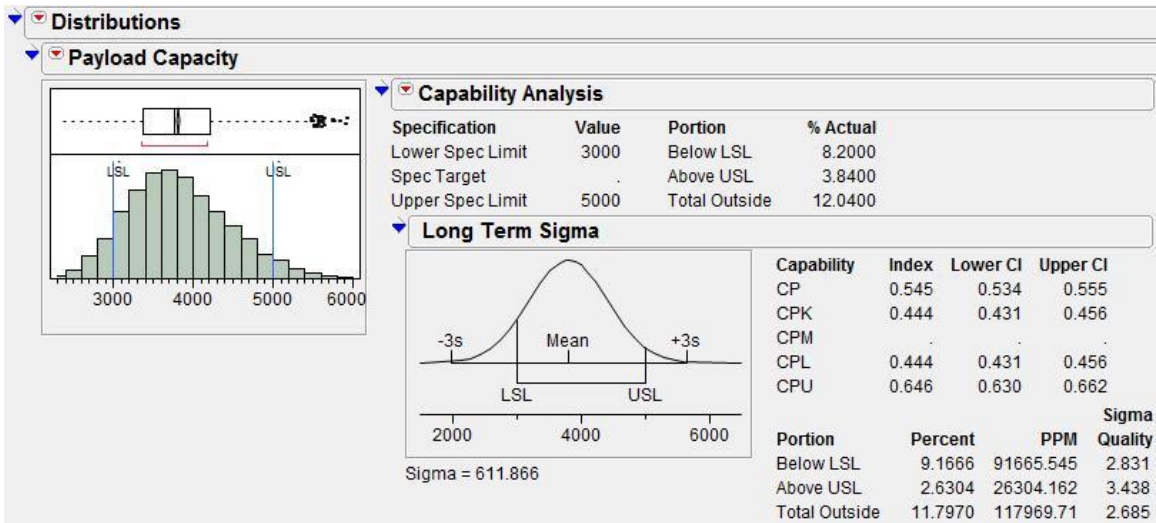 Distributions
Payload Capacity
LSL USL
3000 4000 5000 6000
Capability Analysis
Specification Value Portion % Actual
Lower Spec Limit 3000 Below LSL 8.2000
Spec Target . Above USL 3.8400
Upper Spec Limit 5000 Total Outside 12.0400
Long Term Sigma
-3s Mean +3s
LSL USL
2000 4000 6000
Sigma = 611.866
Capability Index Lower CI Upper CI
CP 0.545 0.534 0.555
CPK 0.444 0.431 0.456
CPM . . .
CPL 0.444 0.431 0.456
CPU 0.646 0.630 0.662
Sigma
Portion Percent PPM Quality
Below LSL 9.1666 91665.545 2.831
Above USL 2.6304 26304.162 3.438
Total Outside 11.7970 117969.71 2.685